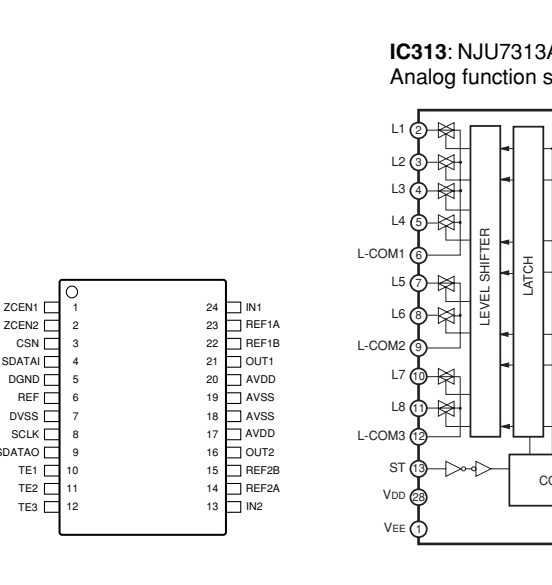 IC313: NJU7313A
Analog function s
L1 2
L2 3
L3 4
L4 5
L-COM1 6
L5 7
L6 8
L-COM2 9
L7 10
L8 11
L-COM3 12
ST 13
VDD 28
VEE 1
LEVEL SHIFTER
LATCH
CO
ZCEN1 1 24 IN1
ZCEN2 2 23 REF1A
CSN 3 22 REF1B
SDATAI 4 21 OUT1
DGND 5 20 AVDD
REF 6 19 AVSS
DVSS 7 18 AVSS
SCLK 8 17 AVDD
SDATAO 9 16 OUT2
TE1 10 15 REF2B
TE2 11 14 REF2A
TE3 12 13 IN2